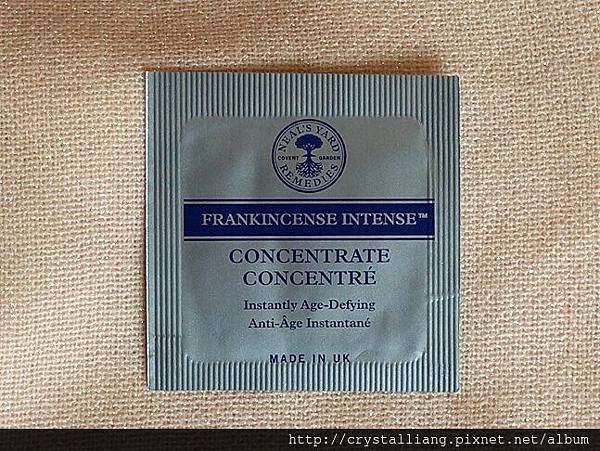 NEAL'S YARD
COVENT GARDEN
REMEDIES
FRANKINCENSE INTENSE™
CONCENTRATE
CONCENTRÉ
Instantly Age-Defying
Anti-Âge Instantané
MADE IN UK
http://crystalliang.pixnet.net/album